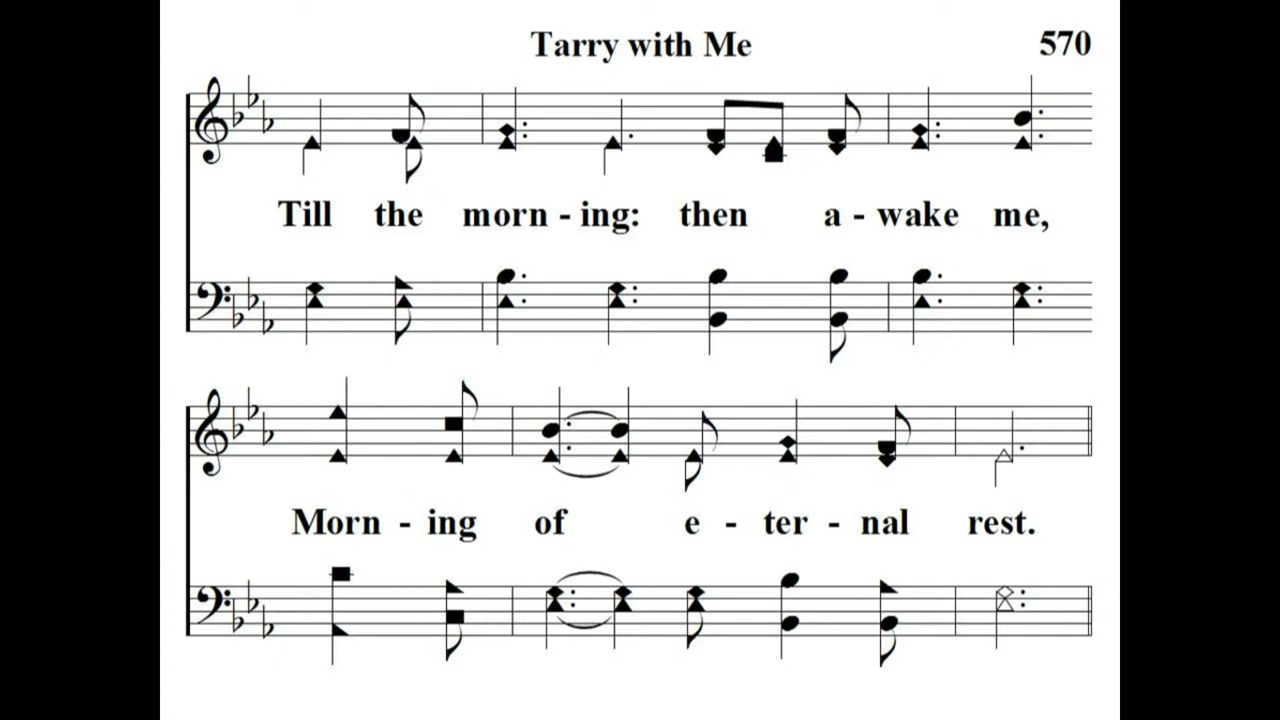 Tarry with Me 570
Till the morn - ing: then a - wake me,
Morn - ing of e - ter - nal rest.